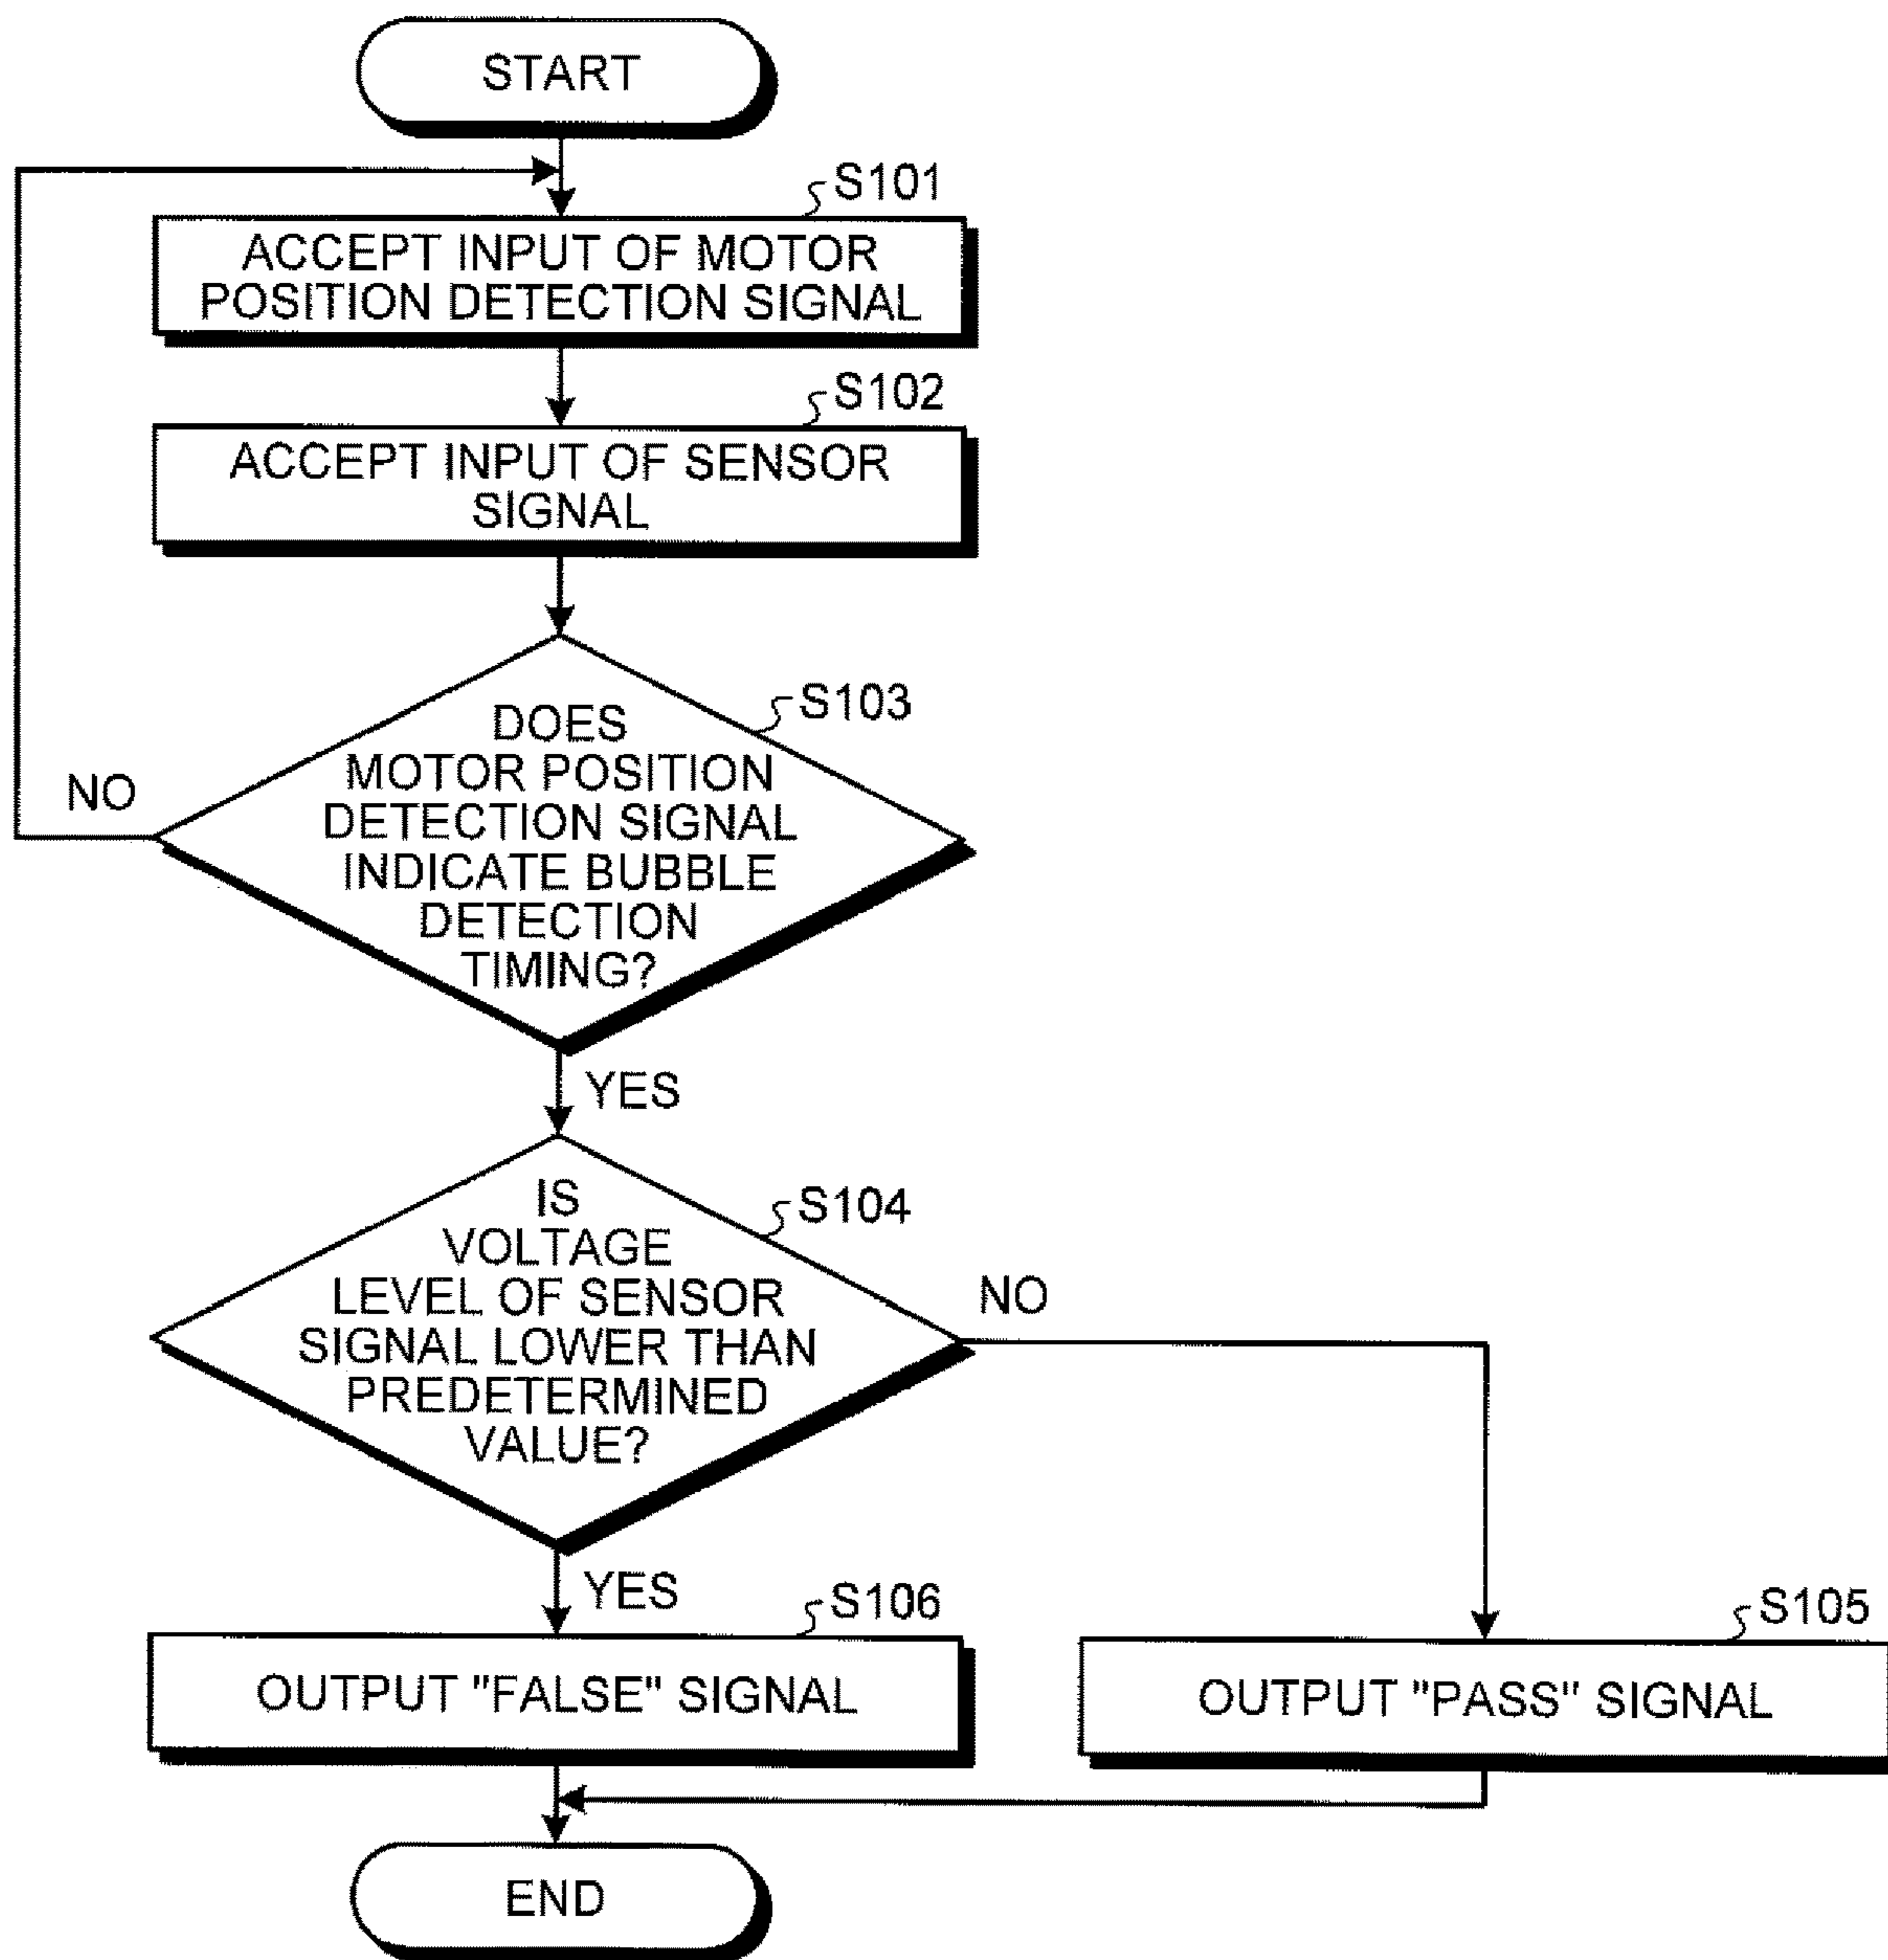 START
S101
ACCEPT INPUT OF MOTOR
POSITION DETECTION SIGNAL
S102
ACCEPT INPUT OF SENSOR
SIGNAL
S103
DOES
MOTOR POSITION
DETECTION SIGNAL
INDICATE BUBBLE
DETECTION
TIMING?
NO
YES
S104
IS
VOLTAGE
LEVEL OF SENSOR
SIGNAL LOWER THAN
PREDETERMINED
VALUE?
NO
YES
S106
OUTPUT "FALSE" SIGNAL
S105
OUTPUT "PASS" SIGNAL
END